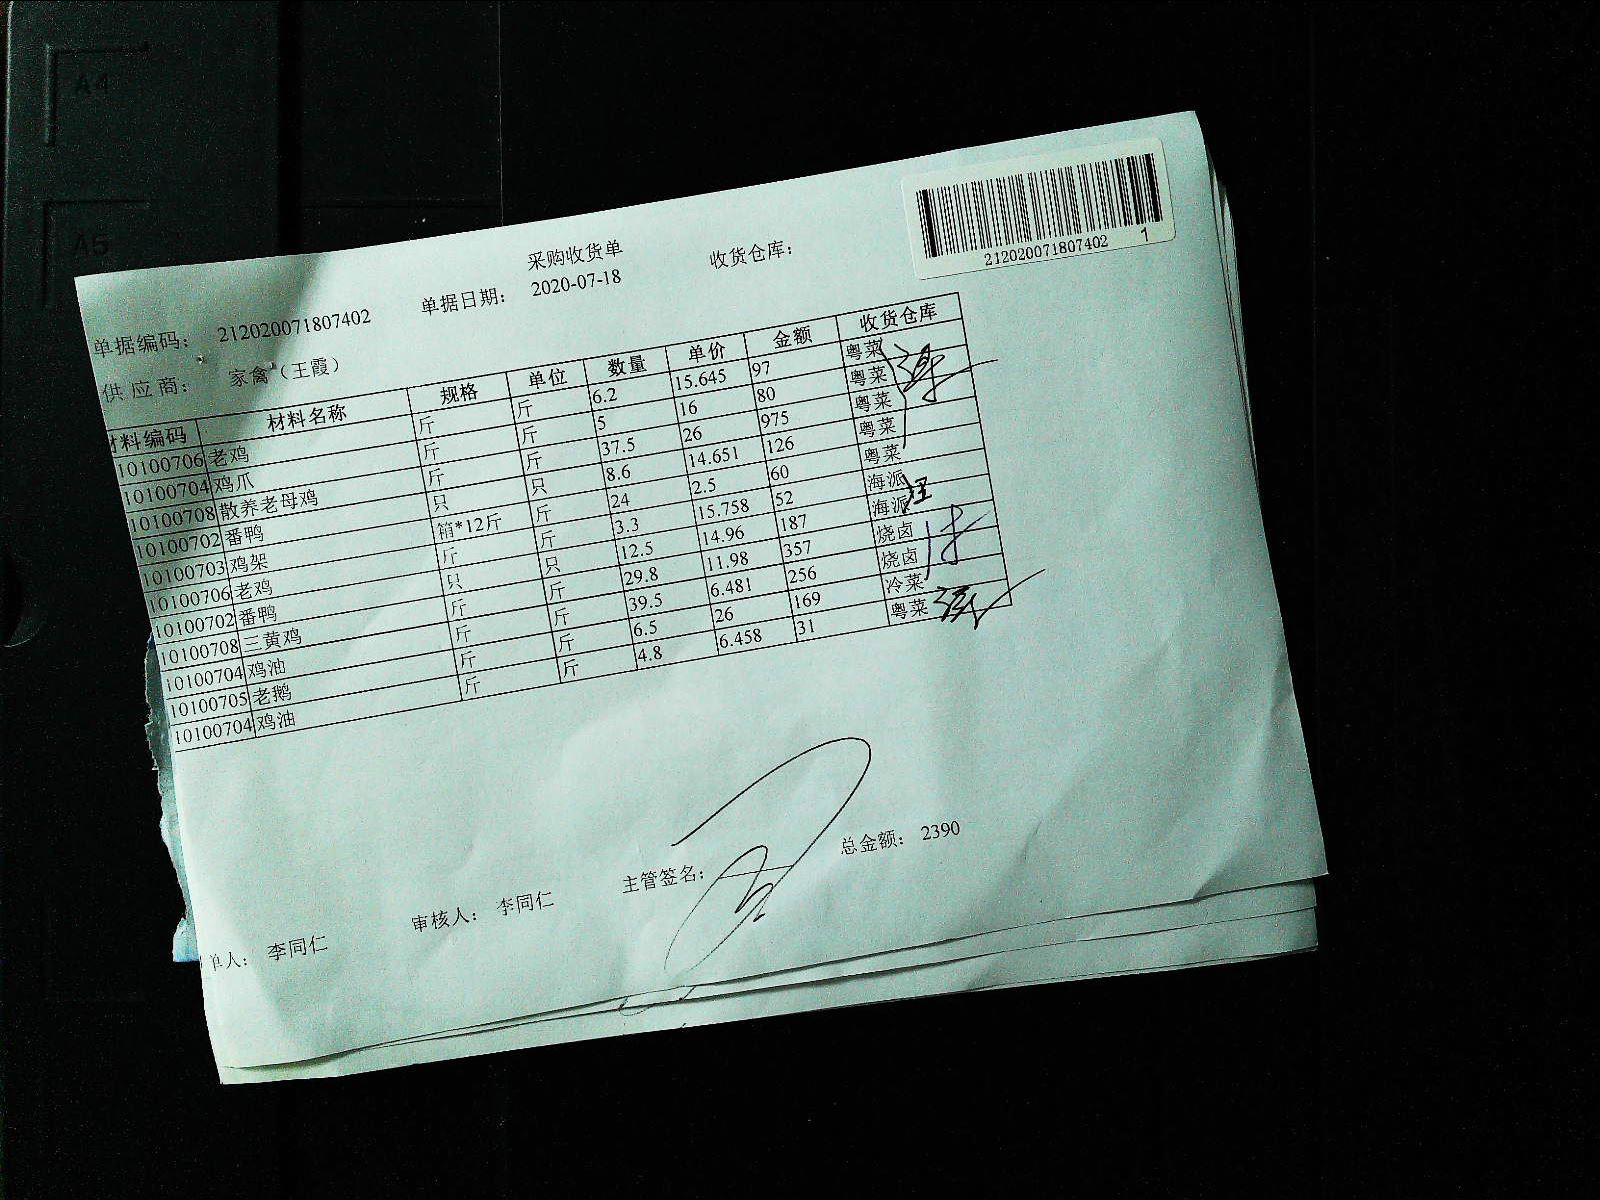 A4
A5
212020071807402 1
采购收货单
单据编码： 212020071807402 单据日期： 2020-07-18 收货仓库：
供应商： 家禽（王霞）
材料编码 材料名称 规格 单位 数量 单价 金额 收货仓库
10100706 老鸡 斤 斤 6.2 15.645 97 粤菜
10100704 鸡爪 斤 斤 5 16 80 粤菜
10100708 散养老母鸡 斤 斤 37.5 26 975 粤菜
10100702 番鸭 只 只 8.6 14.651 126 粤菜
10100703 鸡架 箱*12斤 斤 24 2.5 60 粤菜
10100706 老鸡 斤 斤 3.3 15.758 52 海派
10100702 番鸭 只 只 12.5 14.96 187 海派
10100708 三黄鸡 斤 斤 29.8 11.98 357 烧卤
10100704 鸡油 斤 斤 39.5 6.481 256 烧卤
10100705 老鹅 斤 斤 6.5 26 169 冷菜
10100704 鸡油 斤 斤 4.8 6.458 31 粤菜
单人： 李同仁 审核人： 李同仁 主管签名： 总金额： 2390